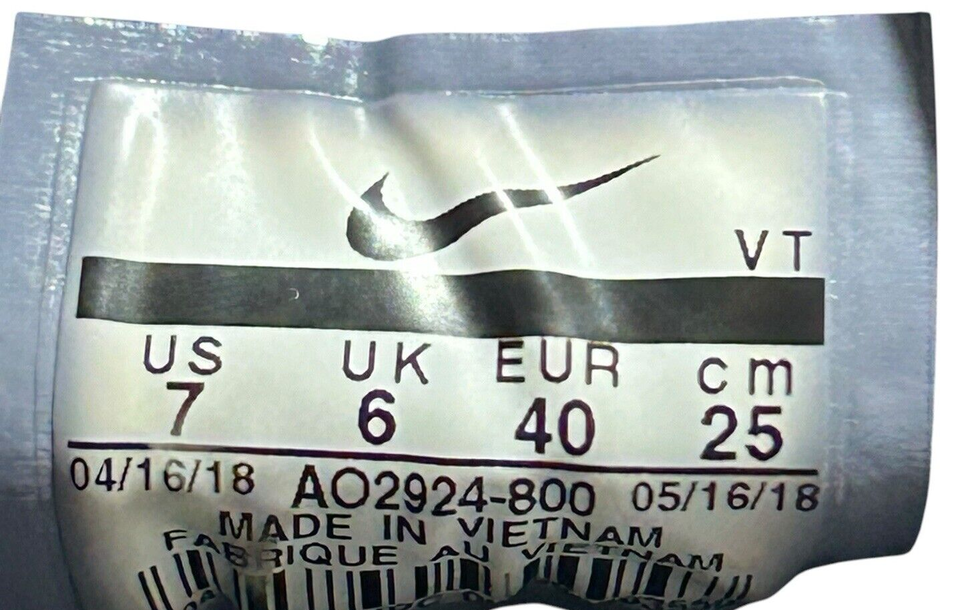 VT
US UK EUR cm
7 6 40 25
04/16/18 AO2924-800 05/16/18
MADE IN VIETNAM
FABRIQUE AU VIETNAM